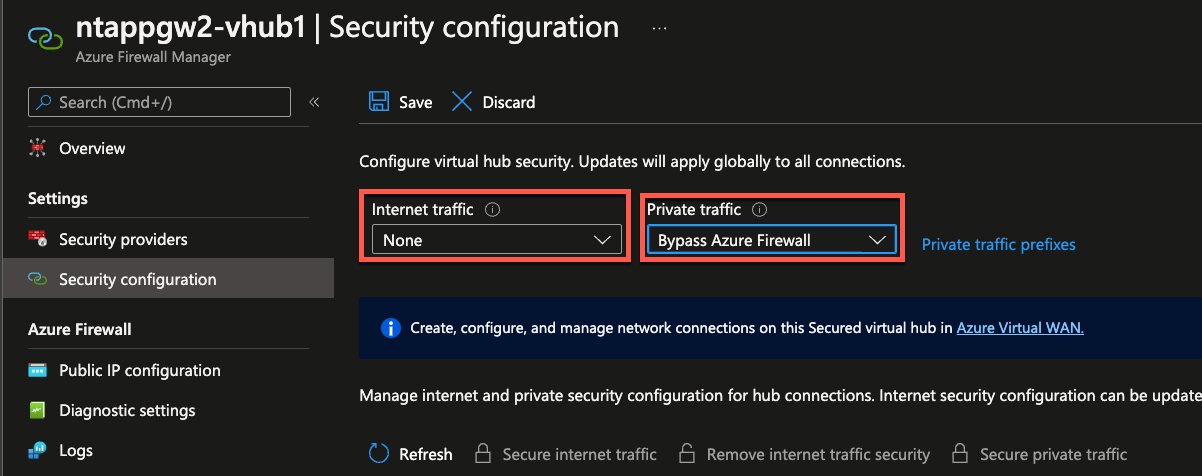 ntappgw2-vhub1 | Security configuration ...
Azure Firewall Manager
Search (Cmd+/) «
Save Discard
Overview
Configure virtual hub security. Updates will apply globally to all connections.
Settings
Internet traffic Private traffic
None Bypass Azure Firewall Private traffic prefixes
Security providers
Security configuration
Azure Firewall
Create, configure, and manage network connections on this Secured virtual hub in Azure Virtual WAN.
Public IP configuration
Manage internet and private security configuration for hub connections. Internet security configuration can be update
Diagnostic settings
Logs
Refresh Secure internet traffic Remove internet traffic security Secure private traffic